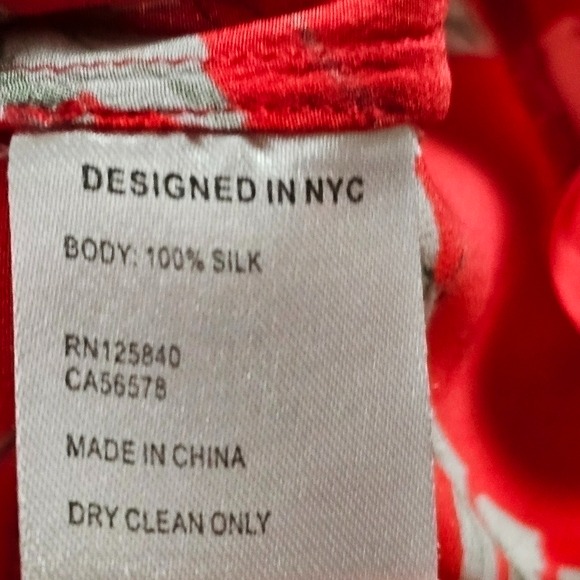 DESIGNED IN NYC
BODY: 100% SILK
RN125840
CA56578
MADE IN CHINA
DRY CLEAN ONLY